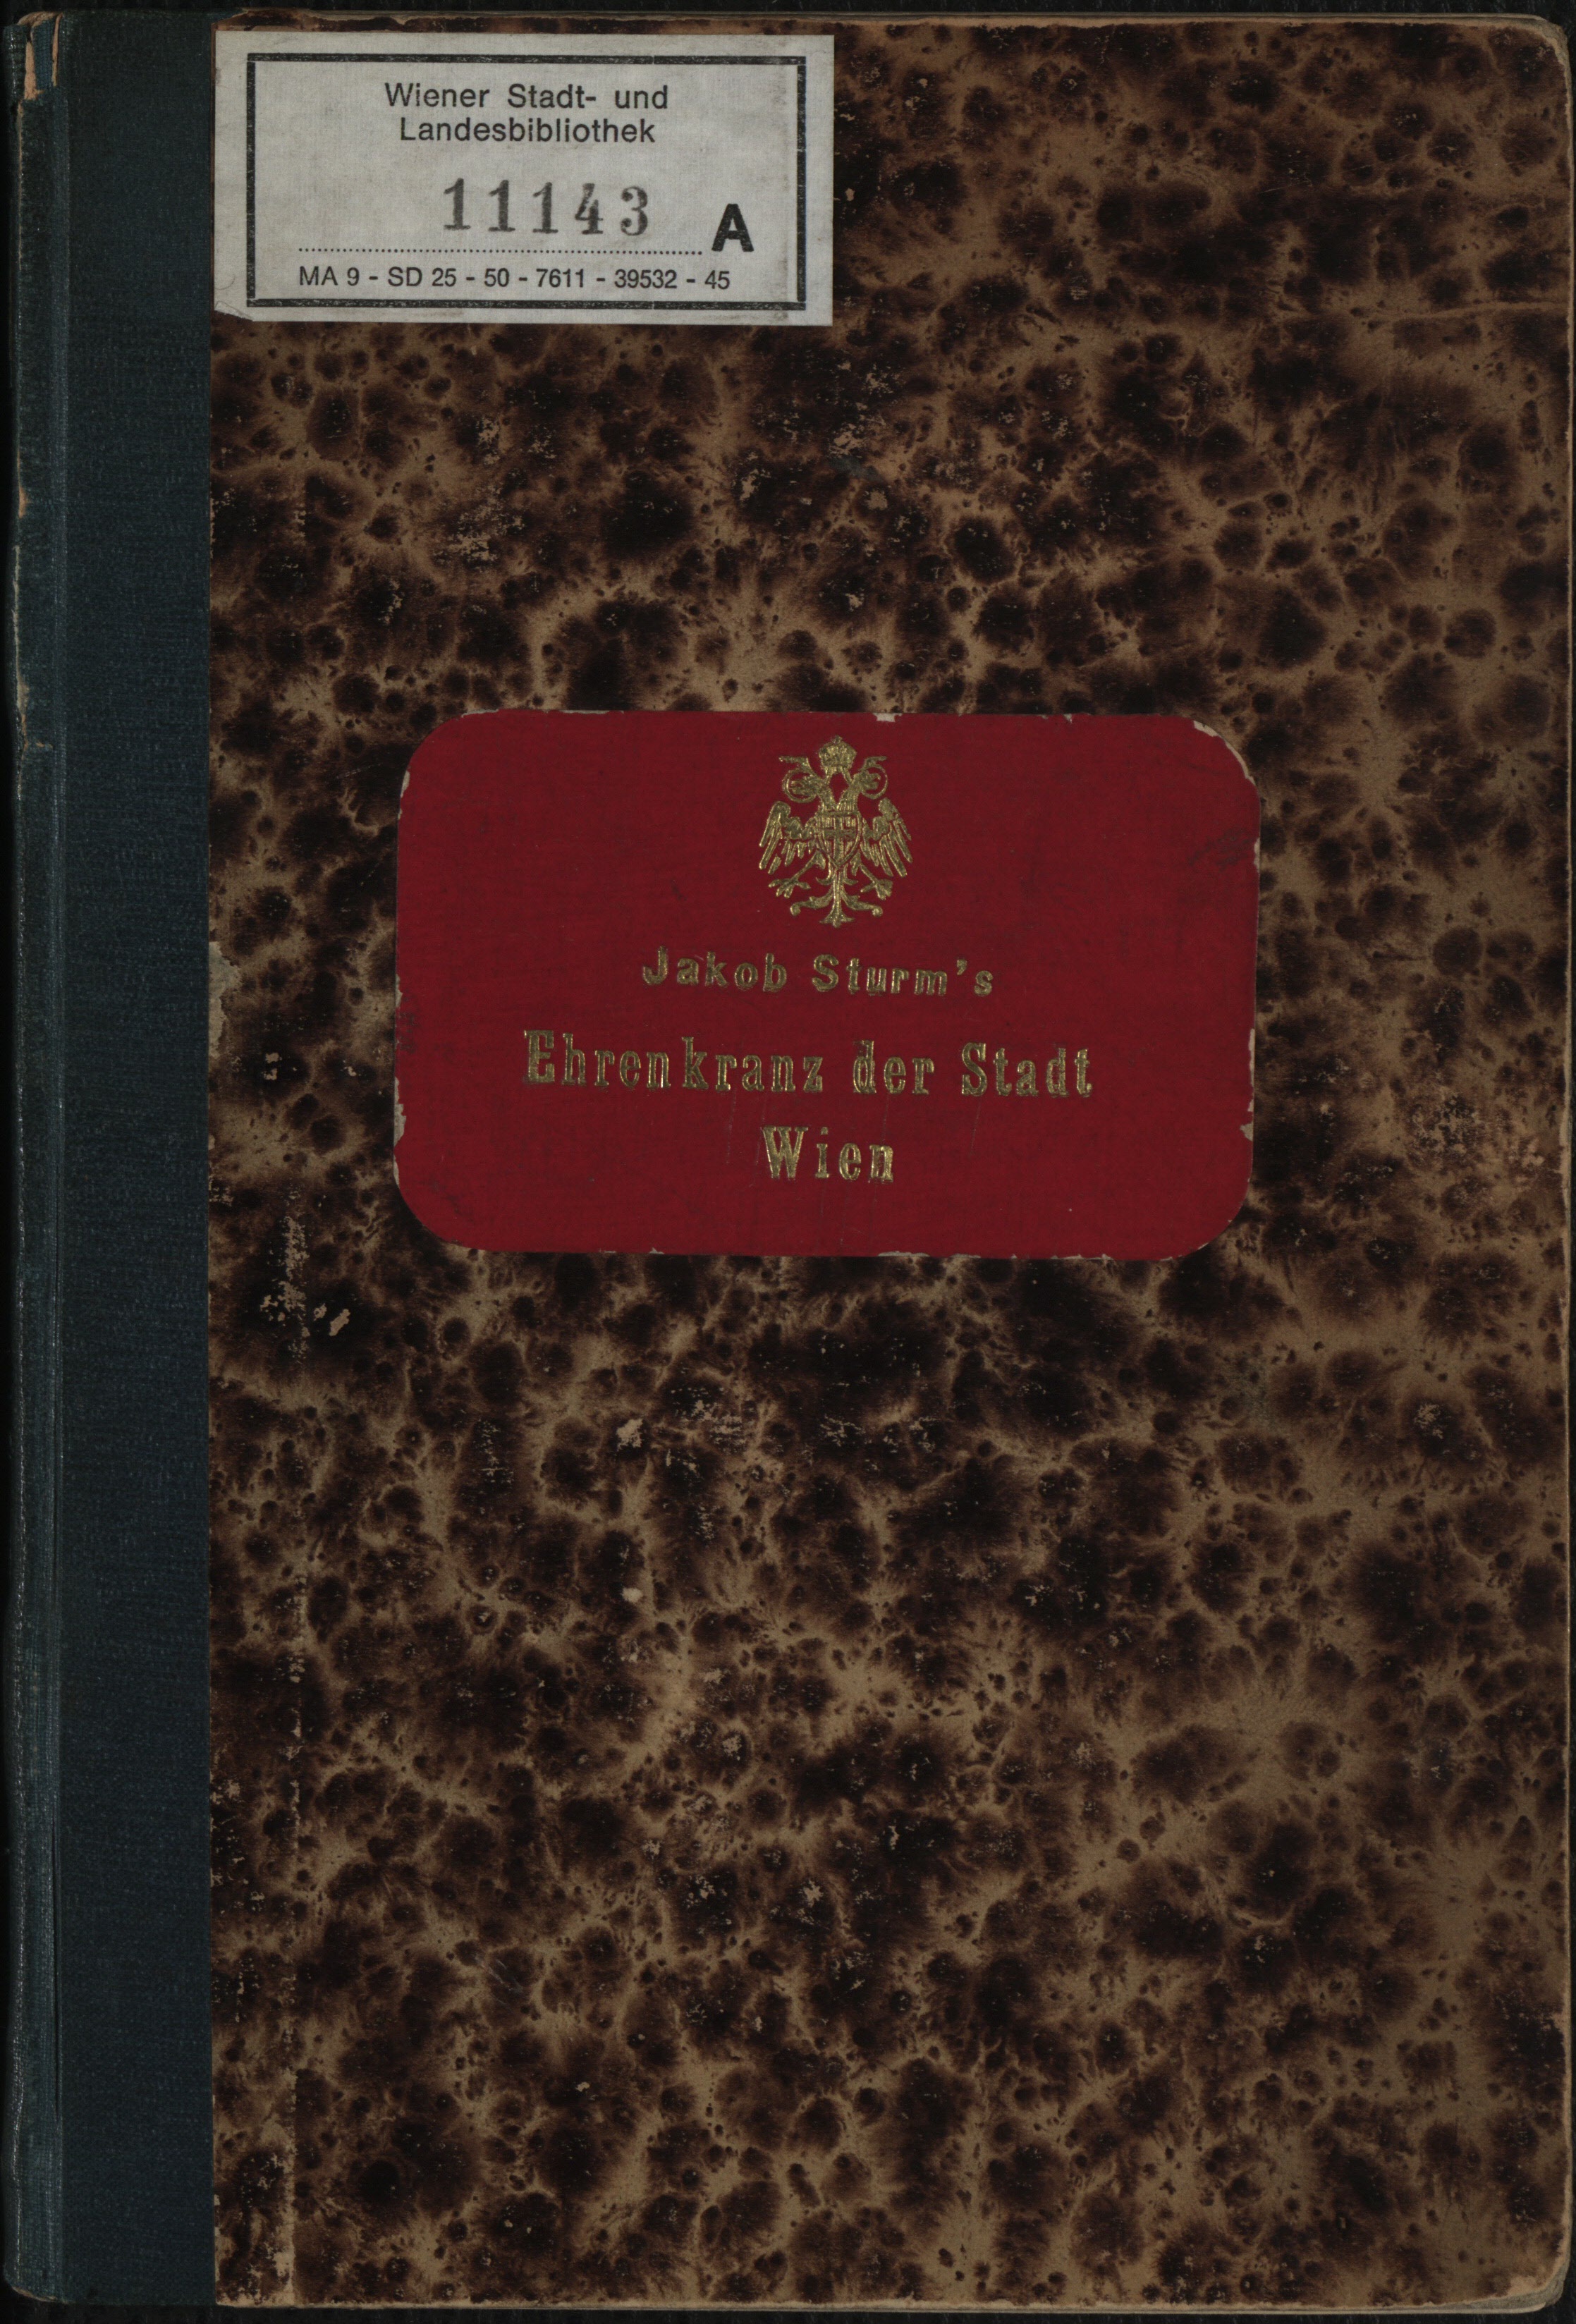 Wiener Stadt- und
Landesbibliothek
11143 A
MA 9 - SD 25 - 50 - 7611 - 39532 - 45
Jakob Sturm's
Ehrenkranz der Stadt
Wien